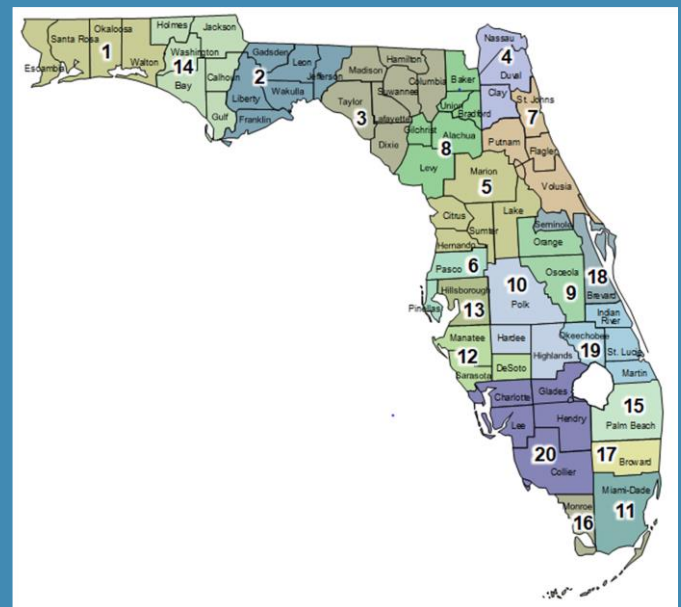 Escambia
Santa Rosa
Okaloosa
1
Walton
Holmes
Jackson
Washington
14
Bay
Calhoun
Gulf
Gadsden
Leon
Jefferson
2
Liberty
Wakulla
Franklin
Madison
Hamilton
Taylor
Suwannee
Columbia
3
Lafayette
Dixie
Baker
Union
Bradford
Gilchrist
Alachua
8
Levy
Nassau
4
Duval
Clay
St. Johns
7
Putnam
Flagler
Volusia
Marion
5
Citrus
Sumter
Lake
Hernando
Seminole
Orange
Osceola
9
18
Brevard
Pasco
6
Pinellas
Hillsborough
13
10
Polk
Hardee
Highlands
Manatee
12
Sarasota
DeSoto
Indian
River
Okeechobee
19
St. Lucie
Martin
Charlotte
Glades
Lee
Hendry
20
Collier
15
Palm Beach
17
Broward
Miami-Dade
11
Monroe
16